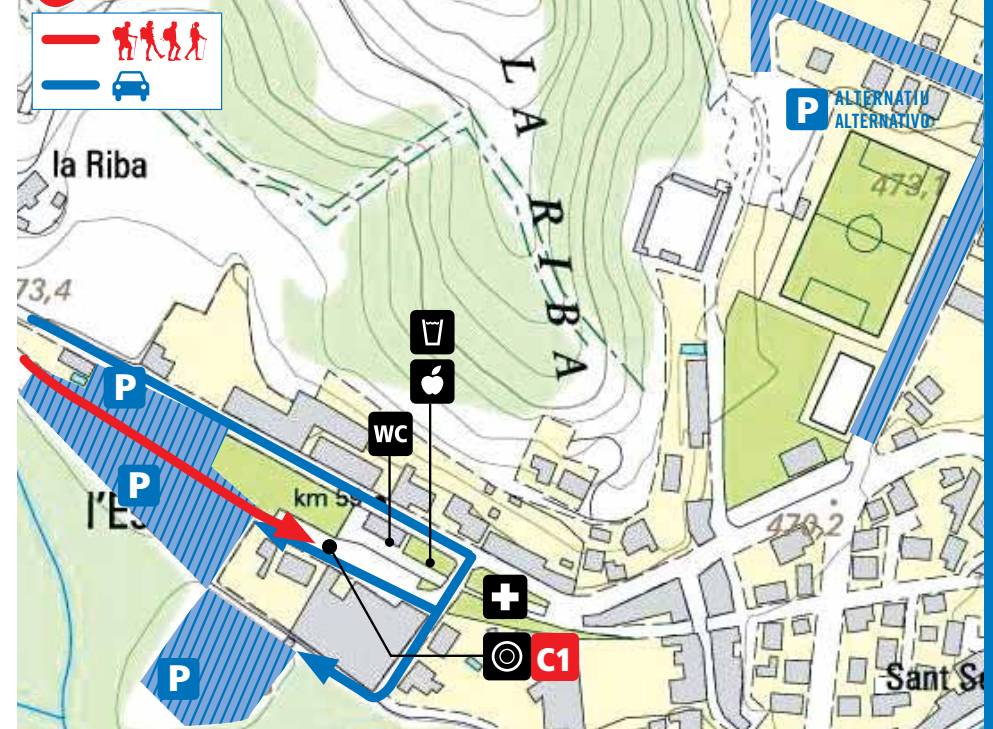 LA RIBA
P ALTERNATIU
ALTERNATIVO
la Riba
473,1
73,4
P
WC
P
km 59
l'Es
470,2
C1
P
Sant Se